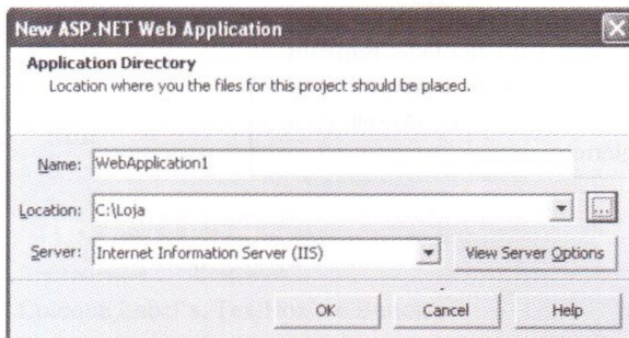 New ASP.NET Web Application
Application Directory
Location where you the files for this project should be placed.
Name: WebApplication1
Location: C:\Loja ...
Server: Internet Information Server (IIS) View Server Options
OK Cancel Help